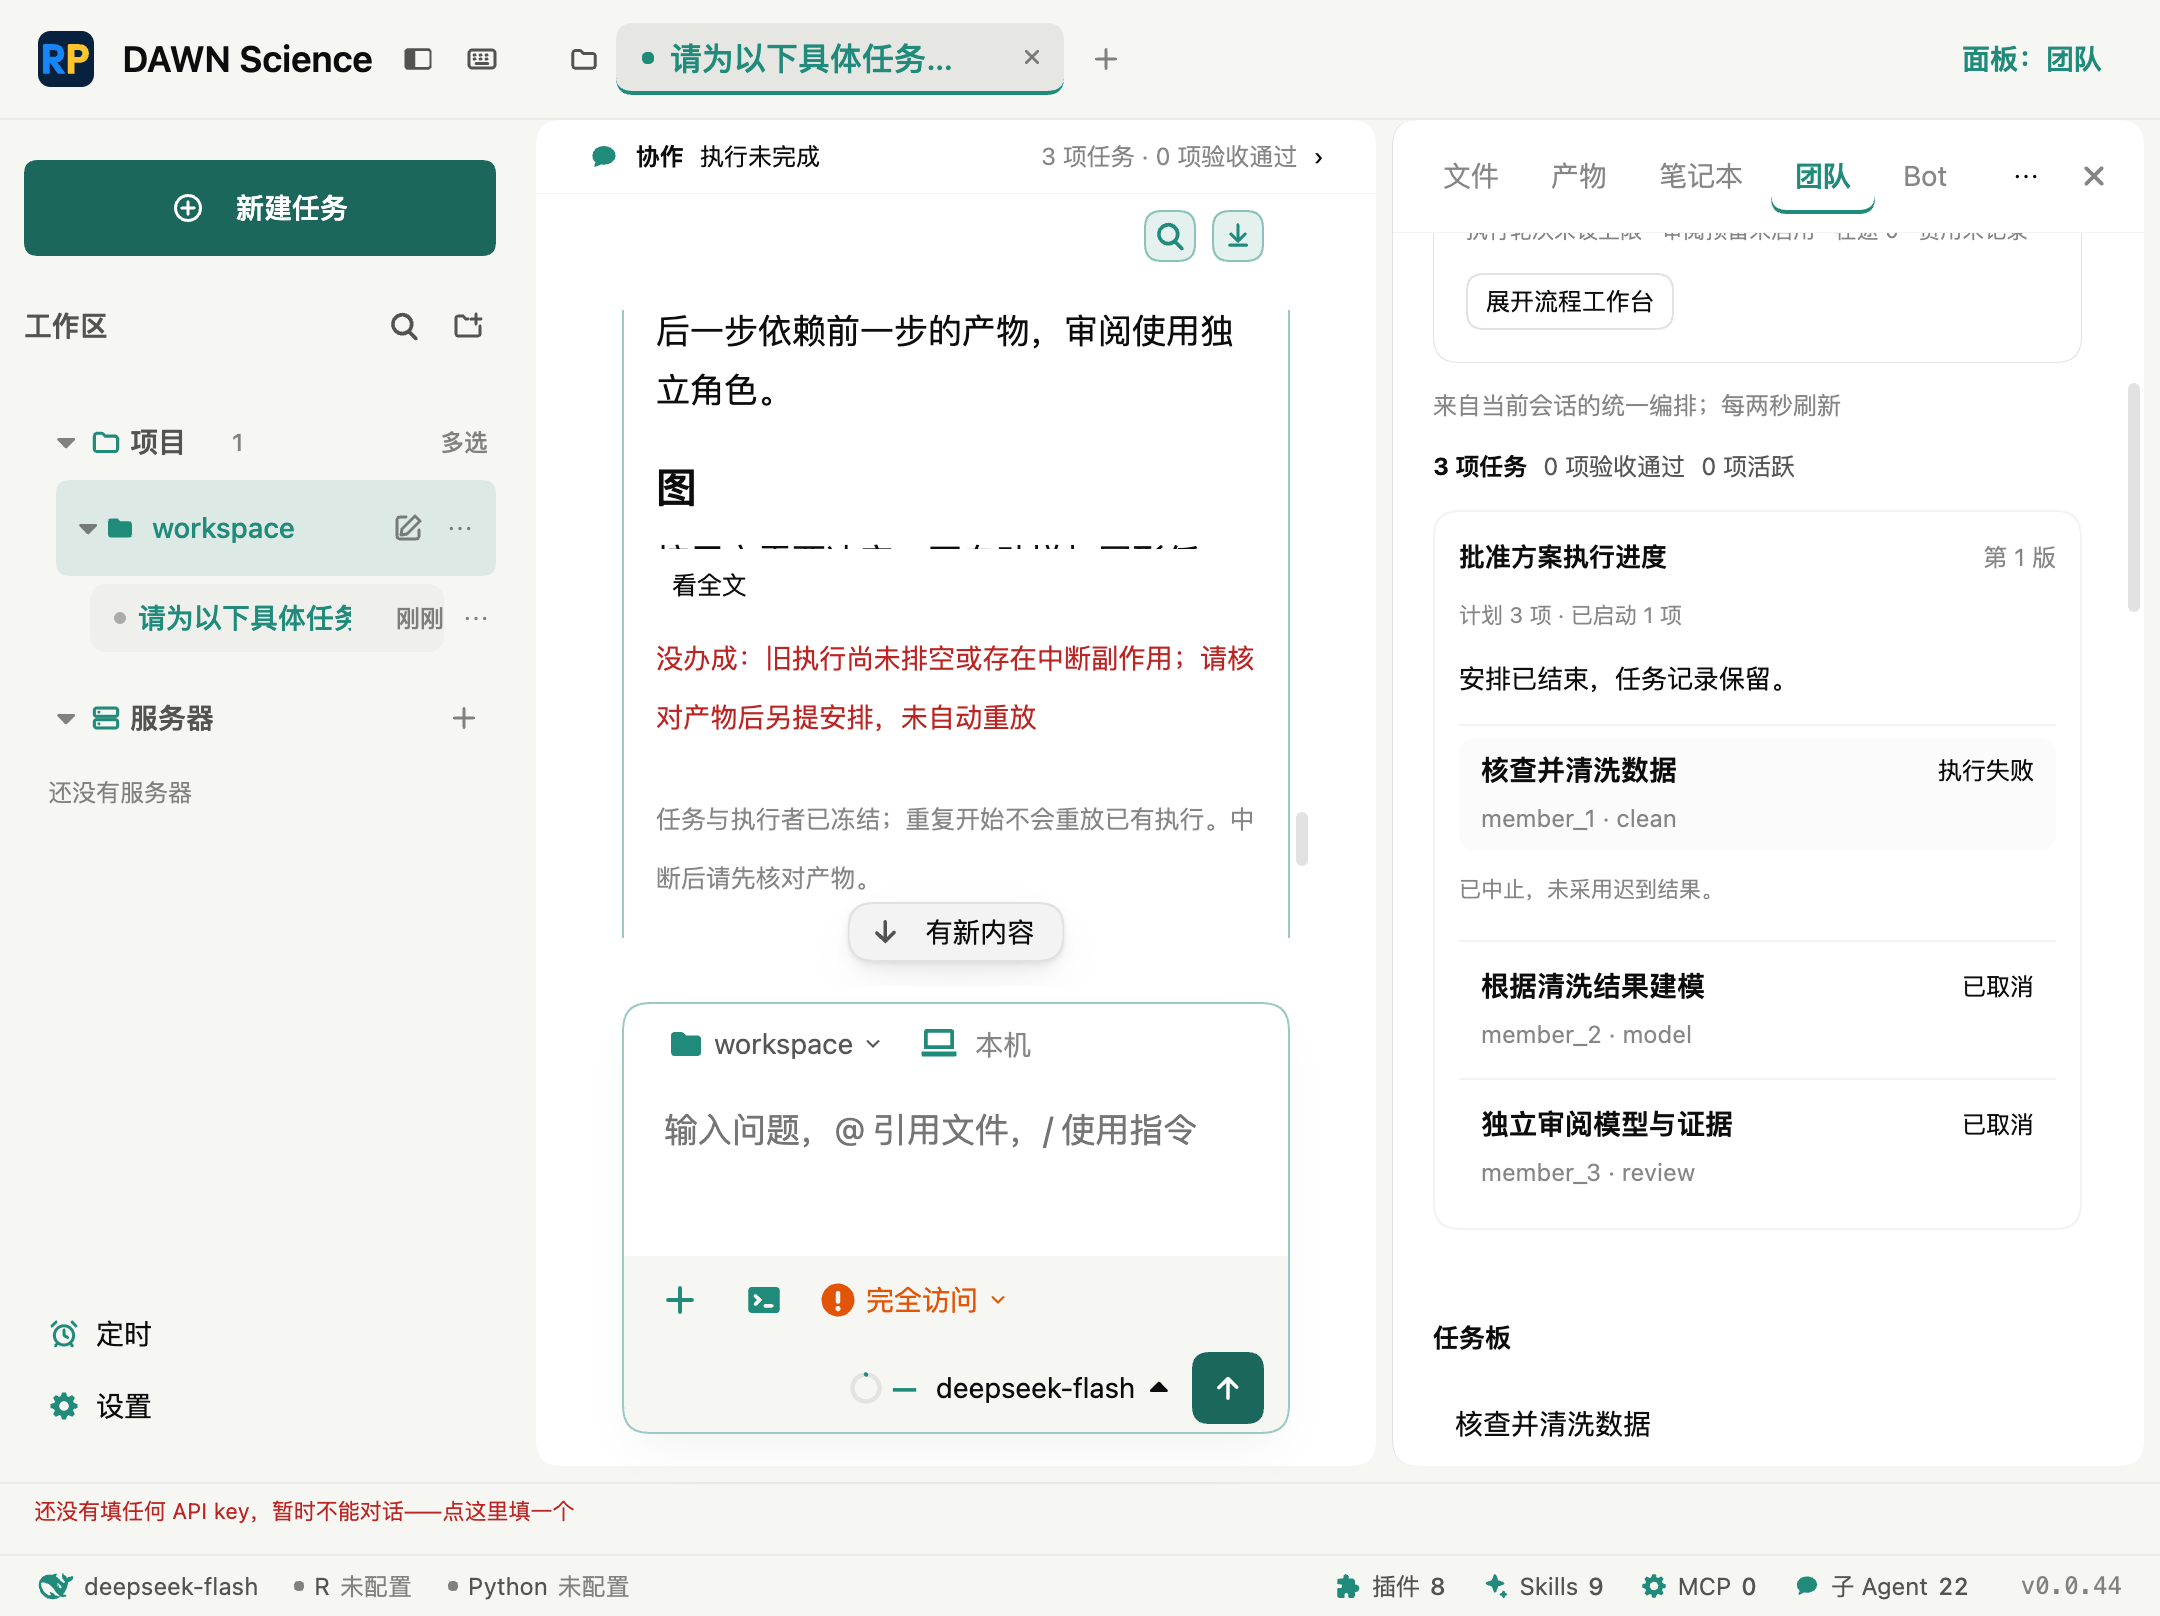 RP
DAWN Science
请为以下具体任务...
面板：团队
新建任务
工作区
项目 1 多选
workspace
请为以下具体任务 刚刚
服务器
还没有服务器
定时
设置
协作 执行未完成
3 项任务 · 0 项验收通过
后一步依赖前一步的产物，审阅使用独
立角色。
图
看全文
没办成：旧执行尚未排空或存在中断副作用；请核
对产物后另提安排，未自动重放
任务与执行者已冻结；重复开始不会重放已有执行。中
断后请先核对产物。
有新内容
workspace 本机
输入问题，@ 引用文件，/ 使用指令
完全访问
deepseek-flash
文件 产物 笔记本 团队 Bot
展开流程工作台
来自当前会话的统一编排；每两秒刷新
3 项任务 0 项验收通过 0 项活跃
批准方案执行进度 第 1 版
计划 3 项 · 已启动 1 项
安排已结束，任务记录保留。
核查并清洗数据 执行失败
member_1 · clean
已中止，未采用迟到结果。
根据清洗结果建模 已取消
member_2 · model
独立审阅模型与证据 已取消
member_3 · review
任务板
核查并清洗数据
还没有填任何 API key，暂时不能对话——点这里填一个
deepseek-flash R 未配置 Python 未配置
插件 8 Skills 9 MCP 0 子 Agent 22 v0.0.44